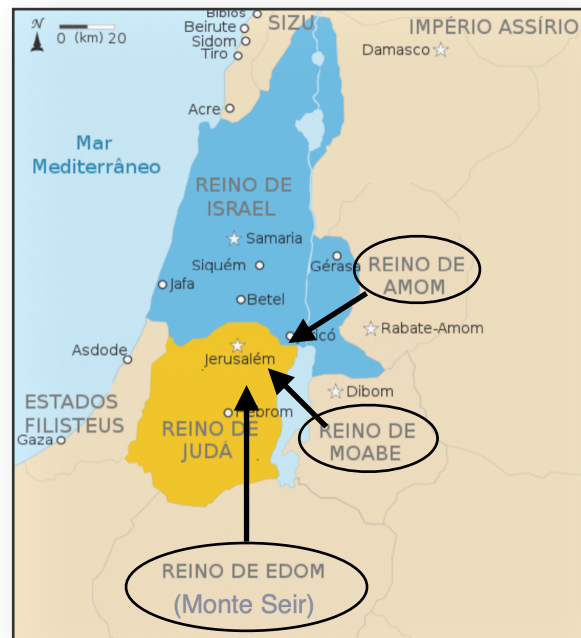 Biblos
Beirute
Sidom
Tiro
SIZU
IMPÉRIO ASSÍRIO
N
0 (km) 20
Damasco
Acre
Mar
Mediterrâneo
REINO DE
ISRAEL
Samaria
Siquém
Gérasa
REINO DE
AMOM
Jafa
Betel
icó
Rabate-Amom
Asdode
Jerusalém
Dibom
ESTADOS
FILISTEUS
Gaza
Hebrom
REINO DE
JUDÁ
REINO DE
MOABE
REINO DE EDOM
(Monte Seir)